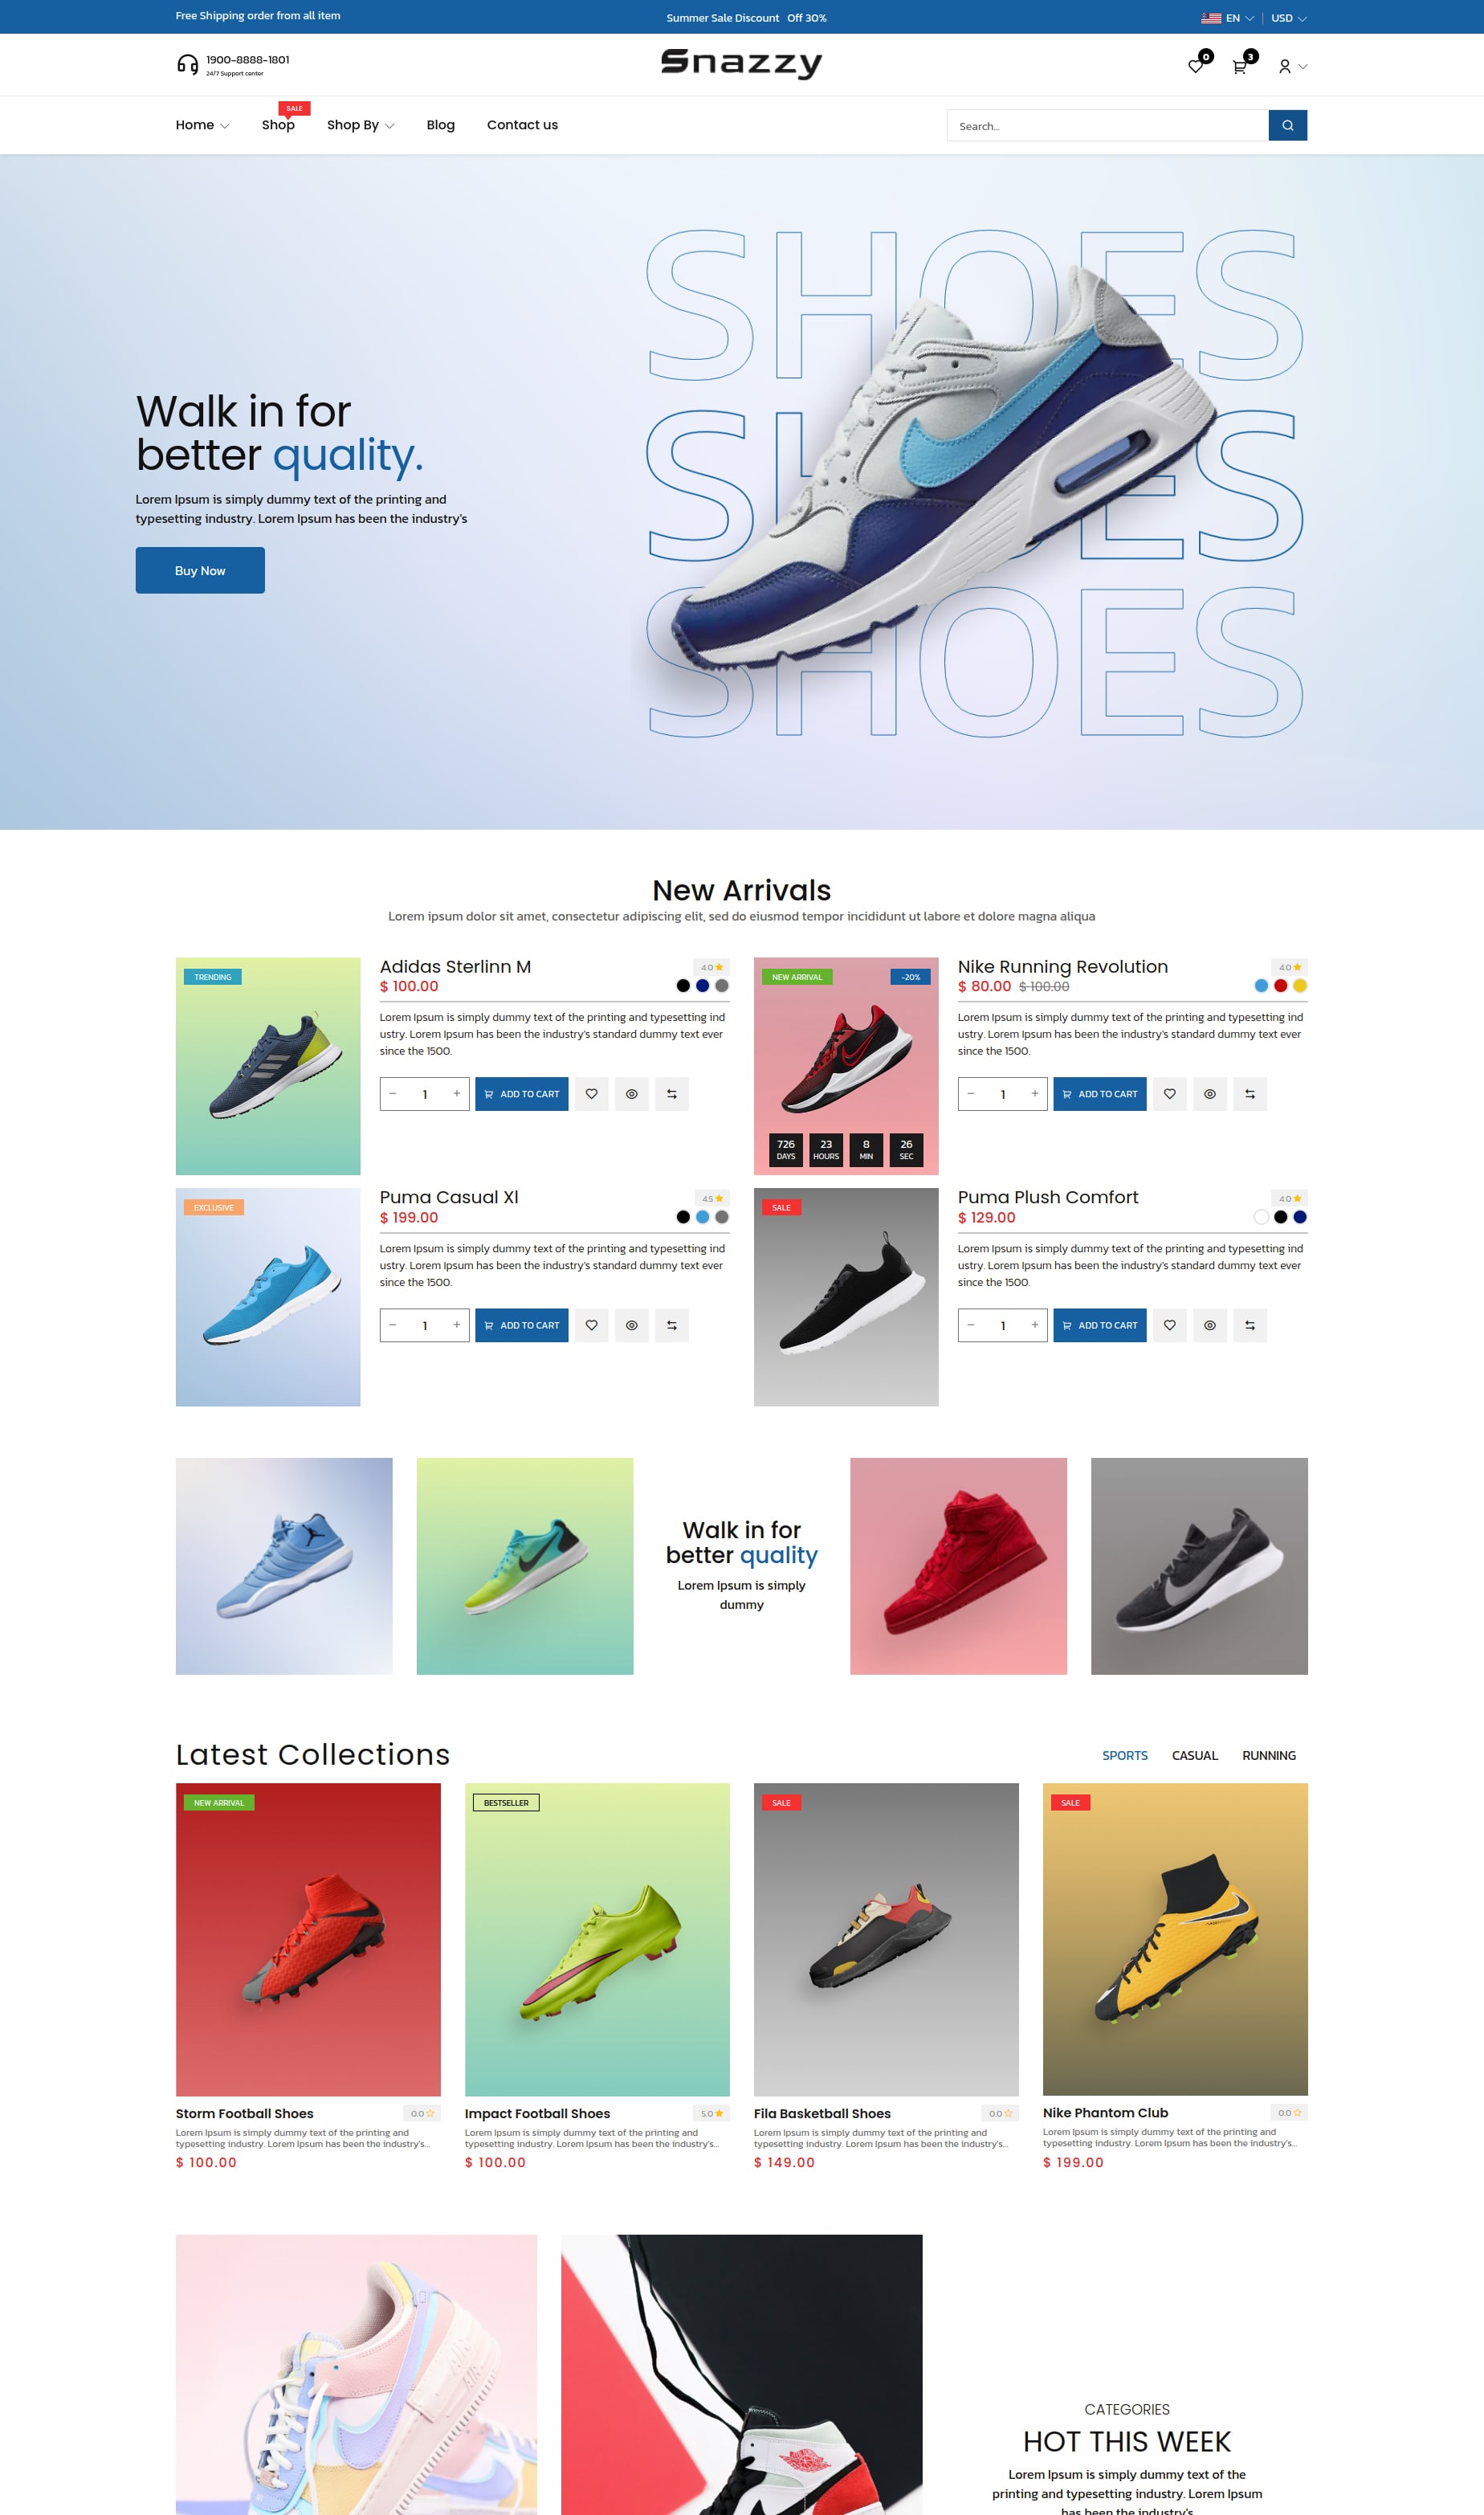 Free Shipping order from all item
Summer Sale Discount Off 30%
EN
USD
1900-8888-1801
24/7 Support center
Snazzy
0
3
SALE
Home
Shop
Shop By
Blog
Contact us
Search...
SHOES
SHOES
SHOES
Walk in for
better quality.
Lorem Ipsum is simply dummy text of the printing and
typesetting industry. Lorem Ipsum has been the industry's
Buy Now
New Arrivals
Lorem ipsum dolor sit amet, consectetur adipiscing elit, sed do eiusmod tempor incididunt ut labore et dolore magna aliqua
TRENDING
Adidas Sterlinn M
4.0
$ 100.00
Lorem Ipsum is simply dummy text of the printing and typesetting ind
ustry. Lorem Ipsum has been the industry's standard dummy text ever
since the 1500.
− 1 +
ADD TO CART
NEW ARRIVAL
-20%
726 DAYS
23 HOURS
8 MIN
26 SEC
Nike Running Revolution
4.0
$ 80.00 $ 100.00
Lorem Ipsum is simply dummy text of the printing and typesetting ind
ustry. Lorem Ipsum has been the industry's standard dummy text ever
since the 1500.
− 1 +
ADD TO CART
EXCLUSIVE
Puma Casual Xl
4.5
$ 199.00
Lorem Ipsum is simply dummy text of the printing and typesetting ind
ustry. Lorem Ipsum has been the industry's standard dummy text ever
since the 1500.
− 1 +
ADD TO CART
SALE
Puma Plush Comfort
4.0
$ 129.00
Lorem Ipsum is simply dummy text of the printing and typesetting ind
ustry. Lorem Ipsum has been the industry's standard dummy text ever
since the 1500.
− 1 +
ADD TO CART
Walk in for
better quality
Lorem Ipsum is simply
dummy
Latest Collections
SPORTS
CASUAL
RUNNING
NEW ARRIVAL
BESTSELLER
SALE
SALE
Storm Football Shoes
0.0
Lorem Ipsum is simply dummy text of the printing and
typesetting industry. Lorem Ipsum has been the industry's...
$ 100.00
Impact Football Shoes
5.0
Lorem Ipsum is simply dummy text of the printing and
typesetting industry. Lorem Ipsum has been the industry's...
$ 100.00
Fila Basketball Shoes
0.0
Lorem Ipsum is simply dummy text of the printing and
typesetting industry. Lorem Ipsum has been the industry's...
$ 149.00
Nike Phantom Club
0.0
Lorem Ipsum is simply dummy text of the printing and
typesetting industry. Lorem Ipsum has been the industry's...
$ 199.00
CATEGORIES
HOT THIS WEEK
Lorem Ipsum is simply dummy text of the
printing and typesetting industry. Lorem Ipsum
has been the industry's